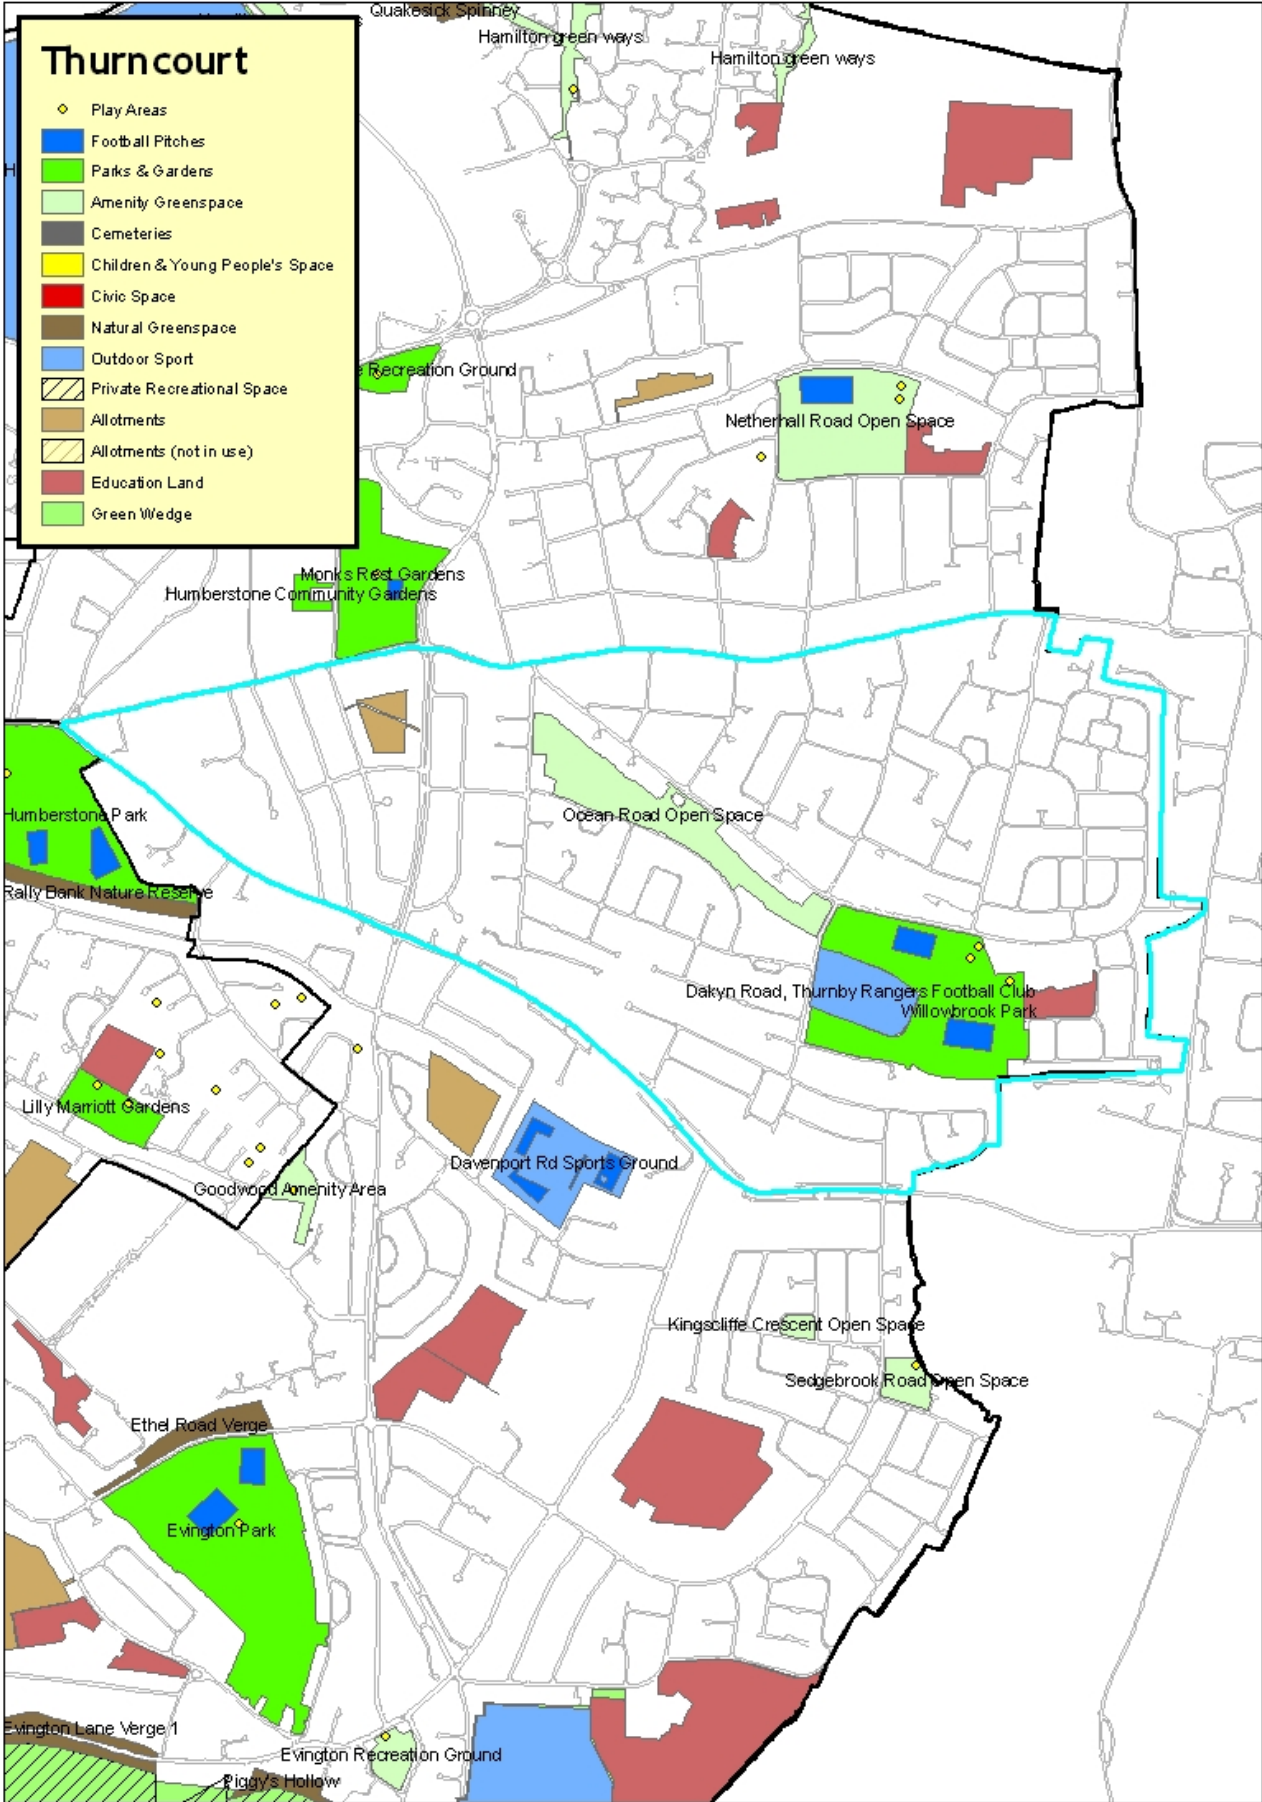 Quakesick Spinney
Hamilton green ways
Hamilton green ways
Thurncourt
Play Areas
Football Pitches
Parks & Gardens
Amenity Greenspace
Cemeteries
Children & Young People's Space
Civic Space
Natural Greenspace
Outdoor Sport
Private Recreational Space
Allotments
Allotments (not in use)
Education Land
Green Wedge
Recreation Ground
Netherhall Road Open Space
Monks Rest Gardens
Humberstone Community Gardens
Humberstone Park
Ocean Road Open Space
Rally Bank Nature Reserve
Dakyn Road, Thurnby Rangers Football Club
Willowbrook Park
Lilly Marriott Gardens
Davenport Rd Sports Ground
Goodwood Amenity Area
Kingscliffe Crescent Open Space
Sedgebrook Road Open Space
Ethel Road Verge
Evington Park
Evington Lane Verge 1
Evington Recreation Ground
Piggy's Hollow